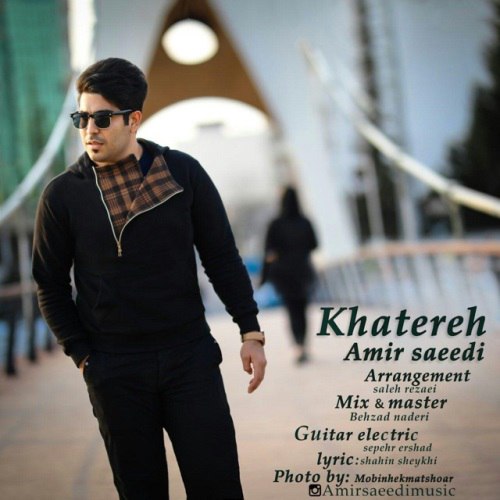 Khatereh
Amir saeedi
Arrangement
saleh rezaei
Mix & master
Behzad naderi
Guitar electric
sepehr ershad
lyric: shahin sheykhi
Photo by: Mobinhekmatshoar
Amirsaeedimusic